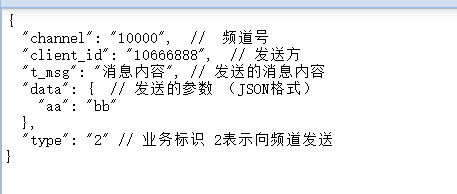 {
"channel": "10000",  //  频道号
"client_id": "10666888",  // 发送方
"t_msg": "消息内容", // 发送的消息内容
"data": {  // 发送的参数 （JSON格式）
"aa": "bb"
},
"type": "2" // 业务标识 2表示向频道发送
}